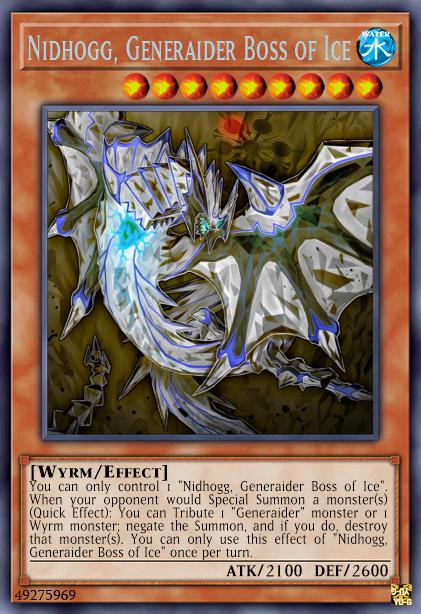 Nidhogg, Generaider Boss of Ice
WATER
水
[Wyrm/Effect]
You can only control 1 "Nidhogg, Generaider Boss of Ice".
When your opponent would Special Summon a monster(s)
(Quick Effect): You can Tribute 1 "Generaider" monster or 1
Wyrm monster; negate the Summon, and if you do, destroy
that monster(s). You can only use this effect of "Nidhogg,
Generaider Boss of Ice" once per turn.
ATK/2100 DEF/2600
49275969